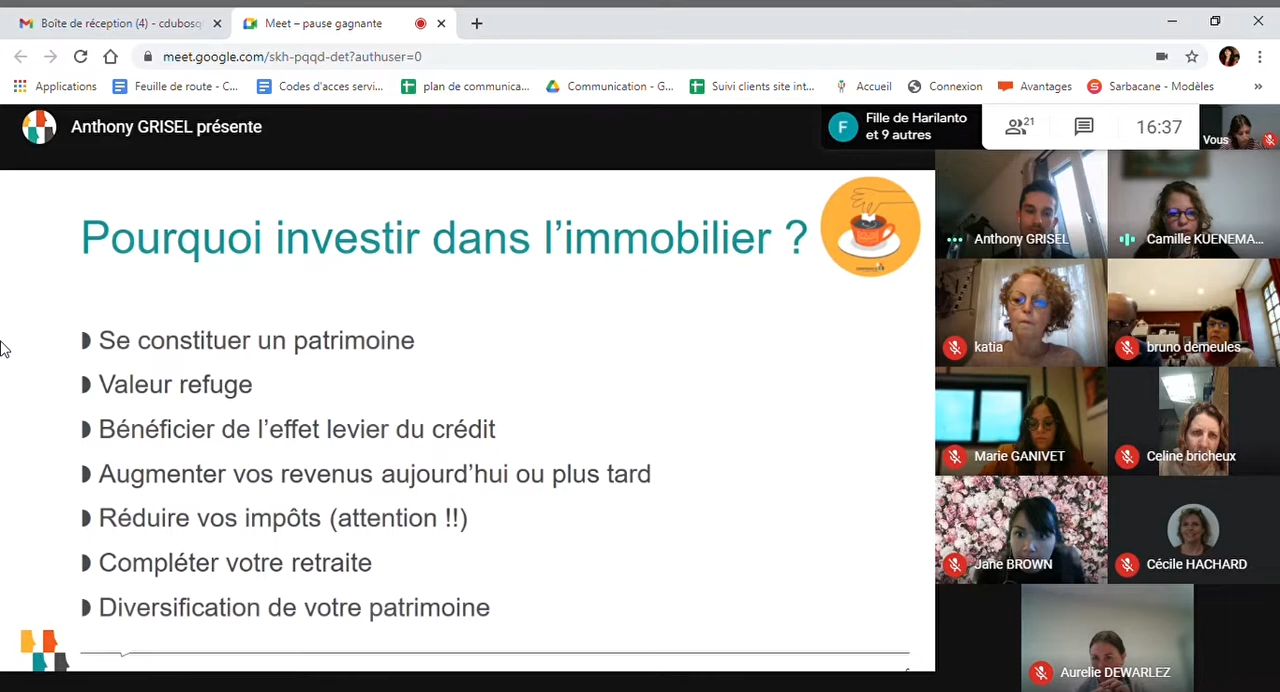 Boîte de réception (4) - cdubosq
Meet – pause gagnante
meet.google.com/skh-pqqd-det?authuser=0
Applications
Feuille de route - C...
Codes d'acces servi...
plan de communica...
Communication - G...
Suivi clients site int...
Accueil
Connexion
Avantages
Sarbacane - Modèles
»
Anthony GRISEL présente
F
Fille de Harilanto
et 9 autres
21
16:37
Vous
Pourquoi investir dans l'immobilier ?
Se constituer un patrimoine
Valeur refuge
Bénéficier de l'effet levier du crédit
Augmenter vos revenus aujourd'hui ou plus tard
Réduire vos impôts (attention !!)
Compléter votre retraite
Diversification de votre patrimoine
Anthony GRISEL
Camille KUENEMA...
katia
bruno demeules
Marie GANIVET
Celine bricheux
Jane BROWN
Cécile HACHARD
Aurelie DEWARLEZ